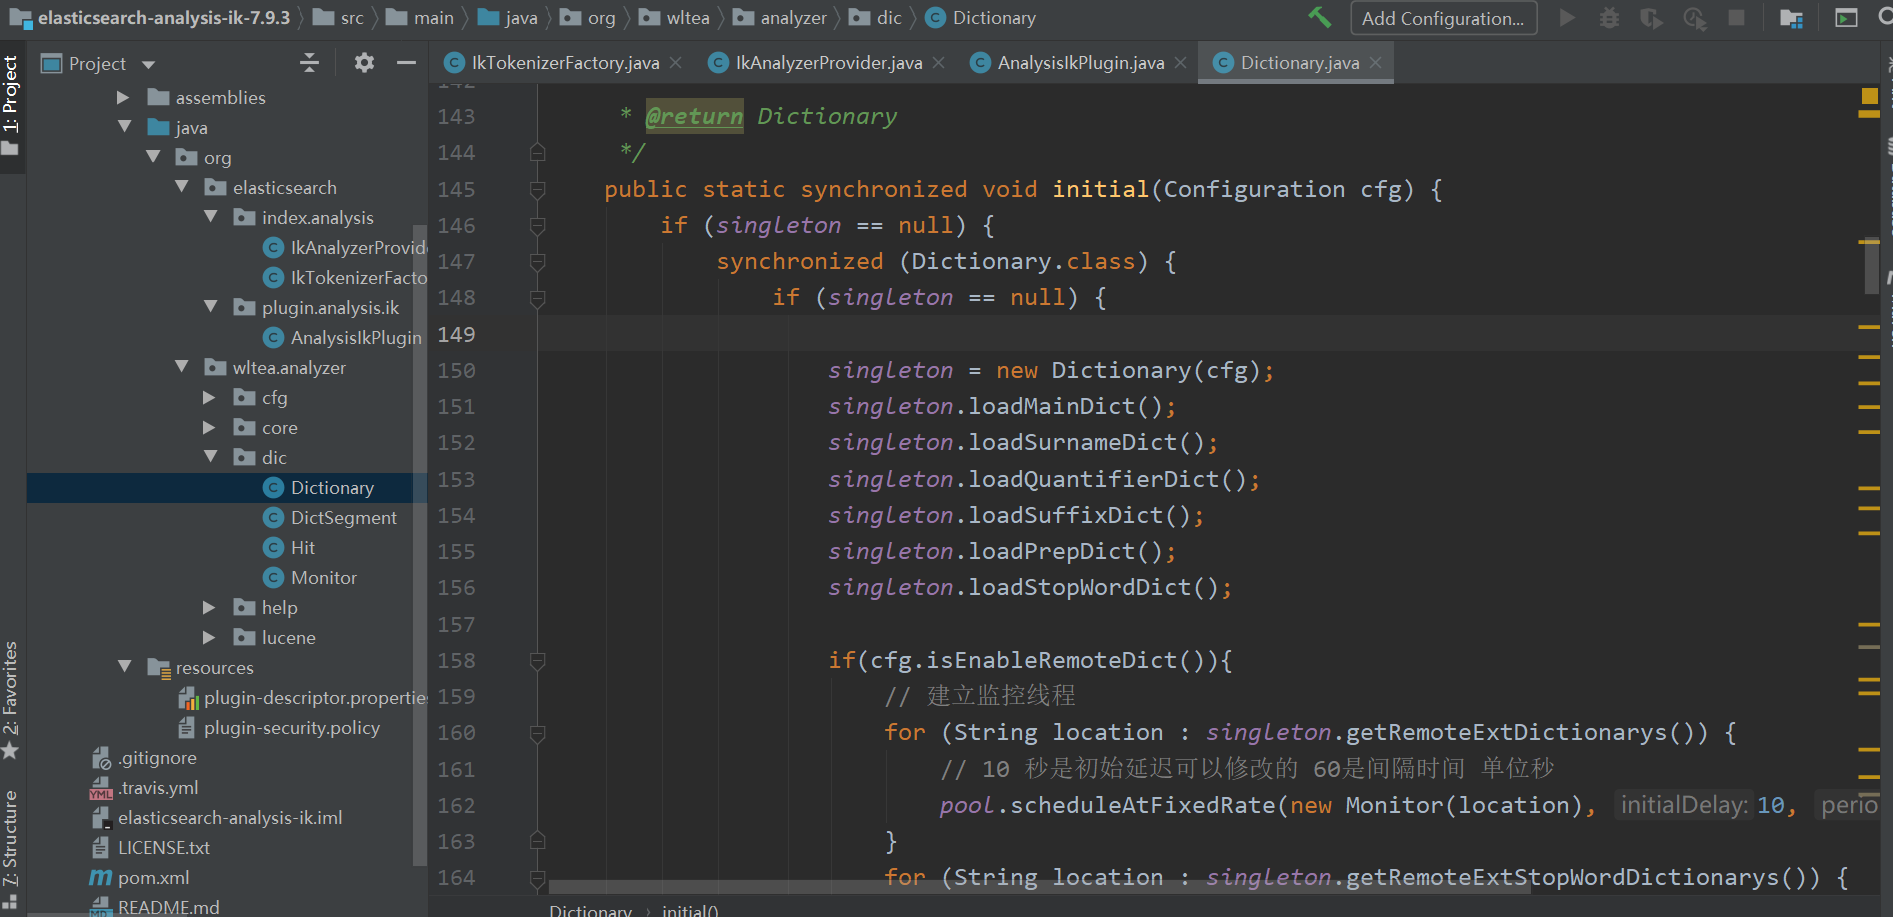 elasticsearch-analysis-ik-7.9.3 src main java org wltea analyzer dic Dictionary Add Configuration...
1: Project
2: Favorites
7: Structure
Project
assemblies
java
org
elasticsearch
index.analysis
IkAnalyzerProvide
IkTokenizerFacto
plugin.analysis.ik
AnalysisIkPlugin
wltea.analyzer
cfg
core
dic
Dictionary
DictSegment
Hit
Monitor
help
lucene
resources
plugin-descriptor.propertie
plugin-security.policy
.gitignore
.travis.yml
elasticsearch-analysis-ik.iml
LICENSE.txt
pom.xml
README.md
IkTokenizerFactory.java IkAnalyzerProvider.java AnalysisIkPlugin.java Dictionary.java
142
143 * @return Dictionary
144 */
145 public static synchronized void initial(Configuration cfg) {
146 if (singleton == null) {
147 synchronized (Dictionary.class) {
148 if (singleton == null) {
149
150 singleton = new Dictionary(cfg);
151 singleton.loadMainDict();
152 singleton.loadSurnameDict();
153 singleton.loadQuantifierDict();
154 singleton.loadSuffixDict();
155 singleton.loadPrepDict();
156 singleton.loadStopWordDict();
157
158 if(cfg.isEnableRemoteDict()){
159 // 建立监控线程
160 for (String location : singleton.getRemoteExtDictionarys()) {
161 // 10 秒是初始延迟可以修改的 60是间隔时间 单位秒
162 pool.scheduleAtFixedRate(new Monitor(location), initialDelay: 10, perio
163 }
164 for (String location : singleton.getRemoteExtStopWordDictionarys()) {
Dictionary › initial()